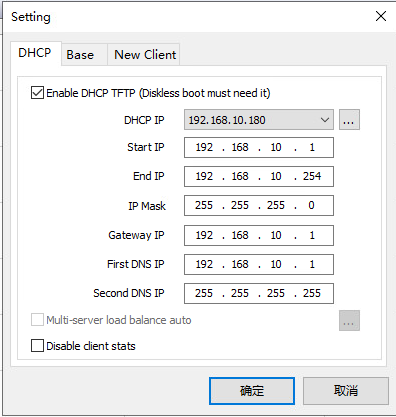 Setting
DHCP Base New Client
Enable DHCP TFTP (Diskless boot must need it)
DHCP IP 192.168.10.180 ...
Start IP 192 . 168 . 10 . 1
End IP 192 . 168 . 10 . 254
IP Mask 255 . 255 . 255 . 0
Gateway IP 192 . 168 . 10 . 1
First DNS IP 192 . 168 . 10 . 1
Second DNS IP 255 . 255 . 255 . 255
Multi-server load balance auto ...
Disable client stats
确定 取消